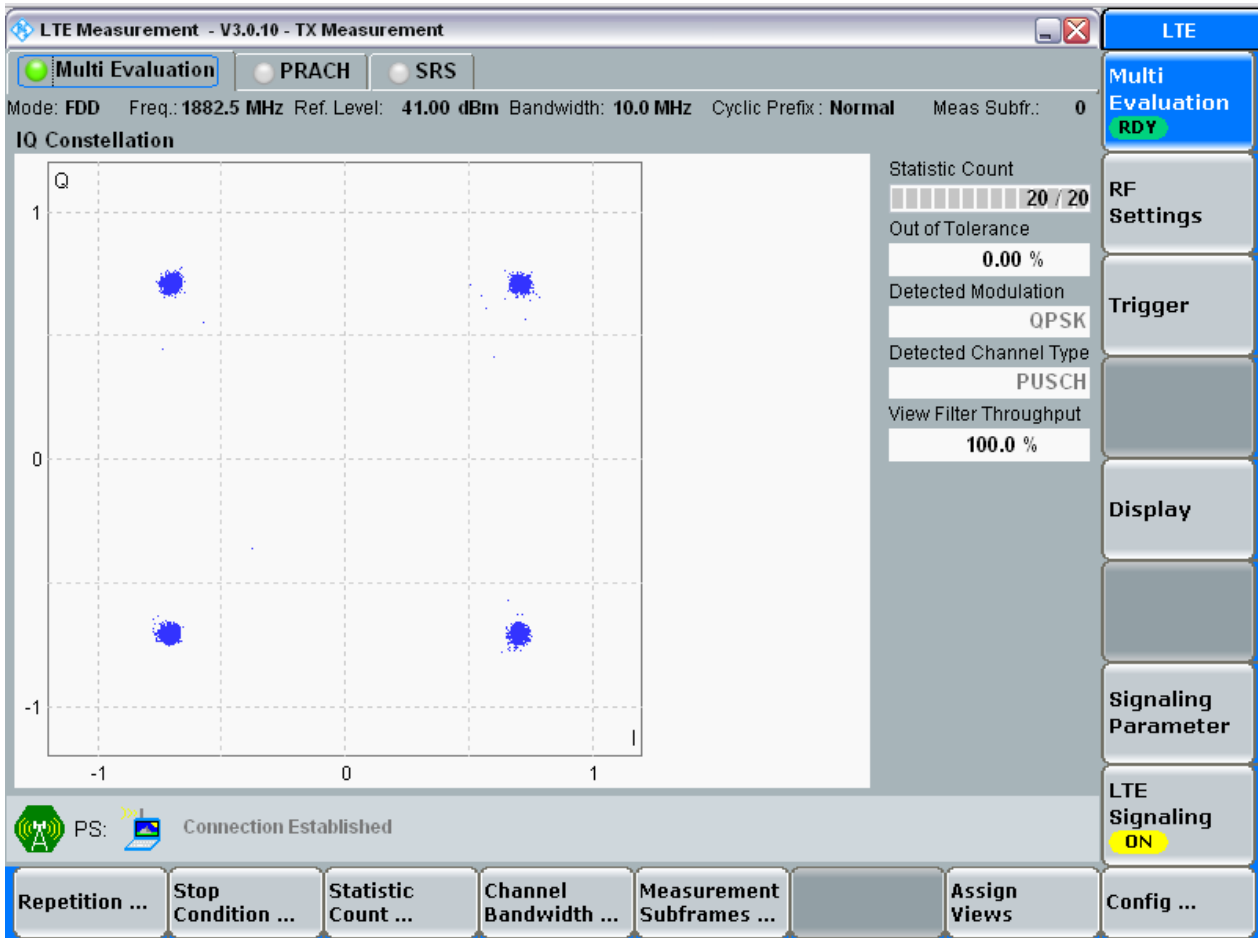 LTE Measurement - V3.0.10 - TX Measurement
LTE
Multi Evaluation PRACH SRS
Mode: FDD Freq.: 1882.5 MHz Ref. Level: 41.00 dBm Bandwidth: 10.0 MHz Cyclic Prefix : Normal Meas Subfr.: 0
IQ Constellation
Q
1
0
-1
I
-1 0 1
Statistic Count
20 / 20
Out of Tolerance
0.00 %
Detected Modulation
QPSK
Detected Channel Type
PUSCH
View Filter Throughput
100.0 %
Multi
Evaluation
RDY
RF
Settings
Trigger
Display
Signaling
Parameter
LTE
Signaling
ON
PS: Connection Established
Repetition ...
Stop
Condition ...
Statistic
Count ...
Channel
Bandwidth ...
Measurement
Subframes ...
Assign
Views
Config ...